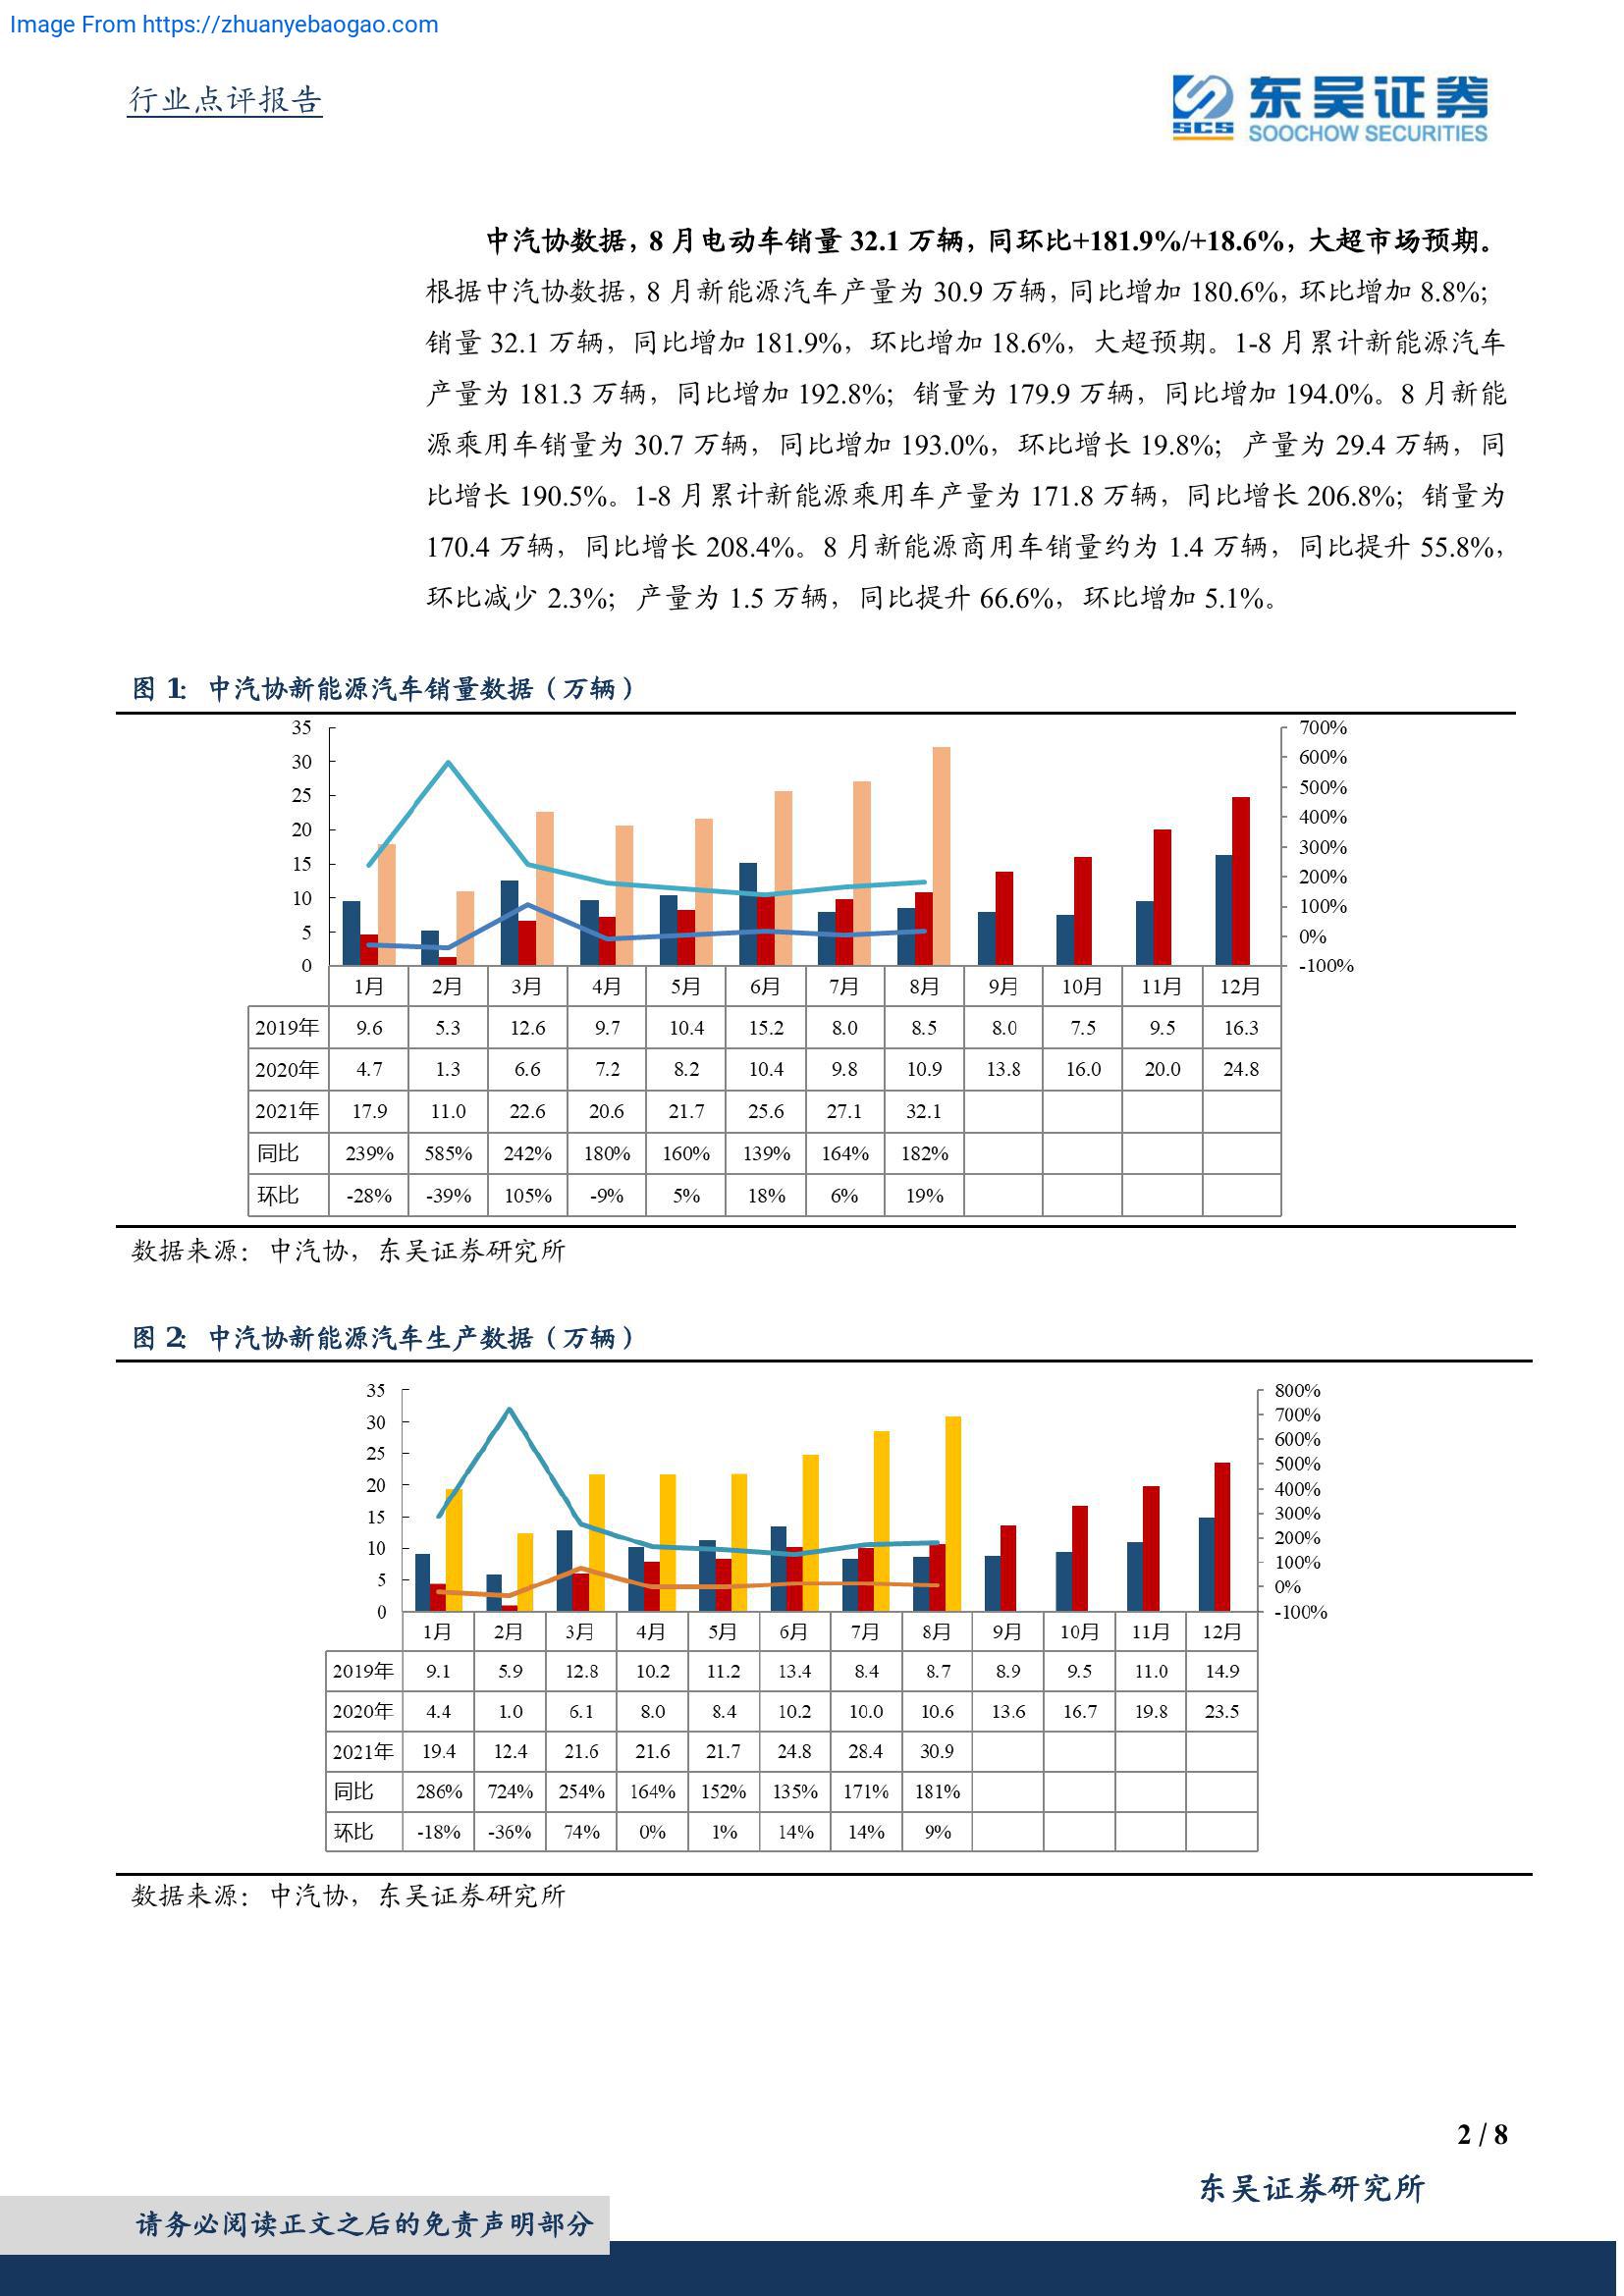 Image From https://zhuanyebaogao.com
行业点评报告
SCS 东吴证券
SOOCHOW SECURITIES
中汽协数据，8 月电动车销量 32.1 万辆，同环比+181.9%/+18.6%，大超市场预期。
根据中汽协数据，8 月新能源汽车产量为 30.9 万辆，同比增加 180.6%，环比增加 8.8%；
销量 32.1 万辆，同比增加 181.9%，环比增加 18.6%，大超预期。1-8 月累计新能源汽车
产量为 181.3 万辆，同比增加 192.8%；销量为 179.9 万辆，同比增加 194.0%。8 月新能
源乘用车销量为 30.7 万辆，同比增加 193.0%，环比增长 19.8%；产量为 29.4 万辆，同
比增长 190.5%。1-8 月累计新能源乘用车产量为 171.8 万辆，同比增长 206.8%；销量为
170.4 万辆，同比增长 208.4%。8 月新能源商用车销量约为 1.4 万辆，同比提升 55.8%，
环比减少 2.3%；产量为 1.5 万辆，同比提升 66.6%，环比增加 5.1%。
图 1：中汽协新能源汽车销量数据（万辆）
35 700%
30 600%
25 500%
20 400%
15 300%
10 200%
5 100%
0 0%
-100%
1月 2月 3月 4月 5月 6月 7月 8月 9月 10月 11月 12月
2019年 9.6 5.3 12.6 9.7 10.4 15.2 8.0 8.5 8.0 7.5 9.5 16.3
2020年 4.7 1.3 6.6 7.2 8.2 10.4 9.8 10.9 13.8 16.0 20.0 24.8
2021年 17.9 11.0 22.6 20.6 21.7 25.6 27.1 32.1
同比 239% 585% 242% 180% 160% 139% 164% 182%
环比 -28% -39% 105% -9% 5% 18% 6% 19%
数据来源：中汽协，东吴证券研究所
图 2：中汽协新能源汽车生产数据（万辆）
35 800%
30 700%
25 600%
20 500%
15 400%
10 300%
5 200%
0 100%
0%
-100%
1月 2月 3月 4月 5月 6月 7月 8月 9月 10月 11月 12月
2019年 9.1 5.9 12.8 10.2 11.2 13.4 8.4 8.7 8.9 9.5 11.0 14.9
2020年 4.4 1.0 6.1 8.0 8.4 10.2 10.0 10.6 13.6 16.7 19.8 23.5
2021年 19.4 12.4 21.6 21.6 21.7 24.8 28.4 30.9
同比 286% 724% 254% 164% 152% 135% 171% 181%
环比 -18% -36% 74% 0% 1% 14% 14% 9%
数据来源：中汽协，东吴证券研究所
2 / 8
东吴证券研究所
请务必阅读正文之后的免责声明部分